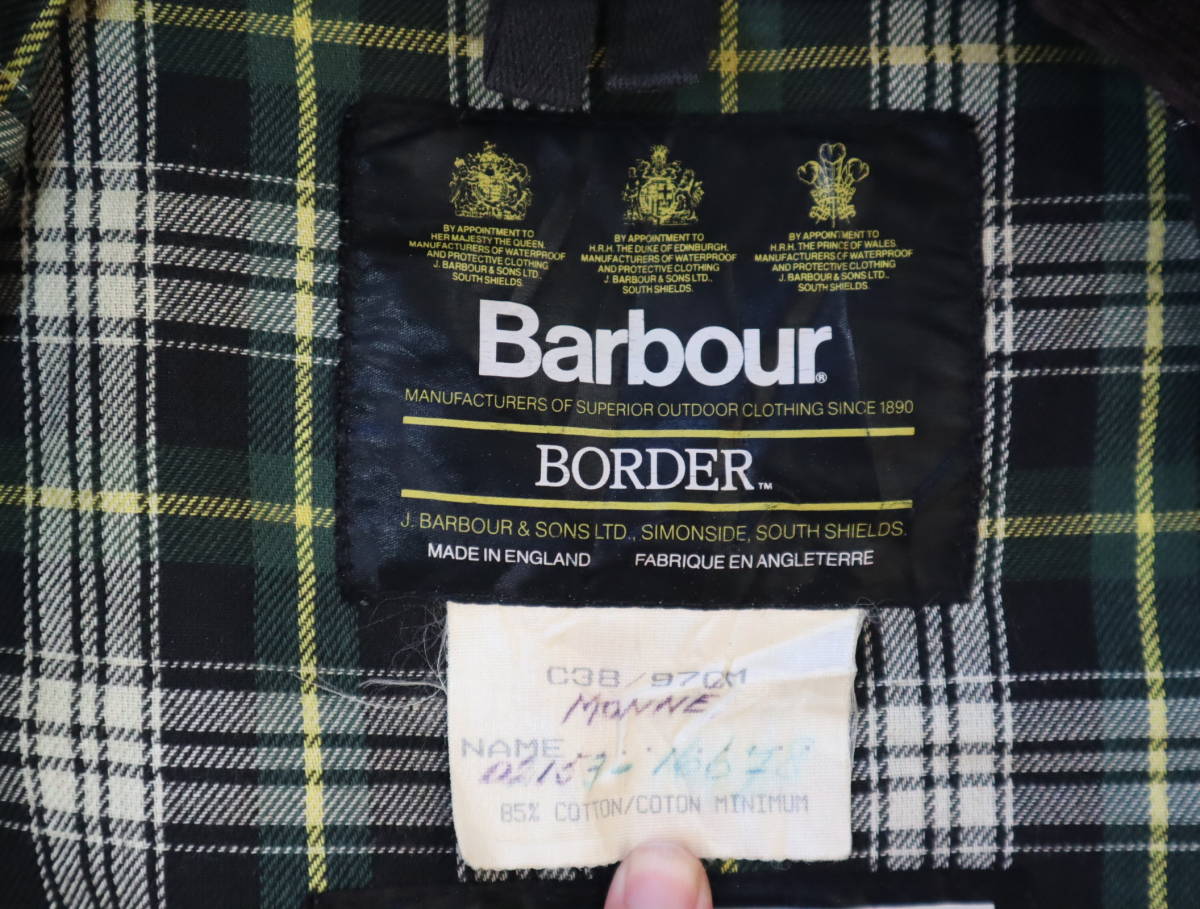 BY APPOINTMENT TO
HER MAJESTY THE QUEEN.
MANUFACTURERS OF WATERPROOF
AND PROTECTIVE CLOTHING
J. BARBOUR & SONS LTD.
SOUTH SHIELDS.
BY APPOINTMENT TO
H.R.H. THE DUKE OF EDINBURGH.
MANUFACTURERS OF WATERPROOF
AND PROTECTIVE CLOTHING
J. BARBOUR & SONS LTD.,
SOUTH SHIELDS.
BY APPOINTMENT TO
H.R.H. THE PRINCE OF WALES.
MANUFACTURERS OF WATERPROOF
AND PROTECTIVE CLOTHING
J. BARBOUR & SONS LTD.,
SOUTH SHIELDS.
Barbour®
MANUFACTURERS OF SUPERIOR OUTDOOR CLOTHING SINCE 1890
BORDER™
J. BARBOUR & SONS LTD., SIMONSIDE, SOUTH SHIELDS.
MADE IN ENGLAND FABRIQUE EN ANGLETERRE
C38/97CM
MONNE
NAME
85% COTTON/COTON MINIMUM